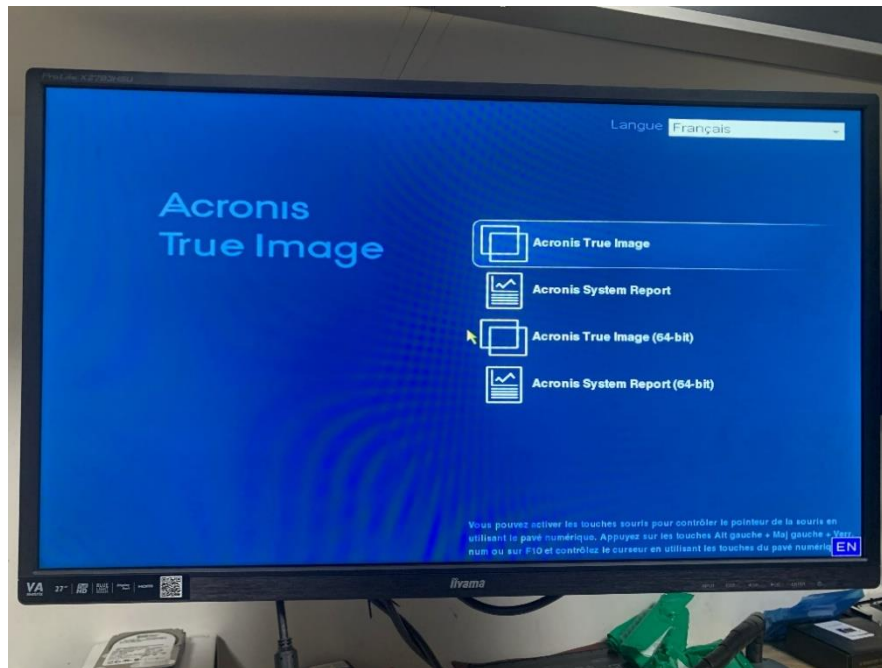 Langue Français
Acronis
True Image
Acronis True Image
Acronis System Report
Acronis True Image (64-bit)
Acronis System Report (64-bit)
Vous pouvez activer les touches souris pour contrôler le pointeur de la souris en
utilisant le pavé numérique. Appuyez sur les touches Alt gauche + Maj gauche + Verr.
num ou sur F10 et contrôlez le curseur en utilisant les touches du pavé numériq
EN
VA
27"
HDMI
iiyama